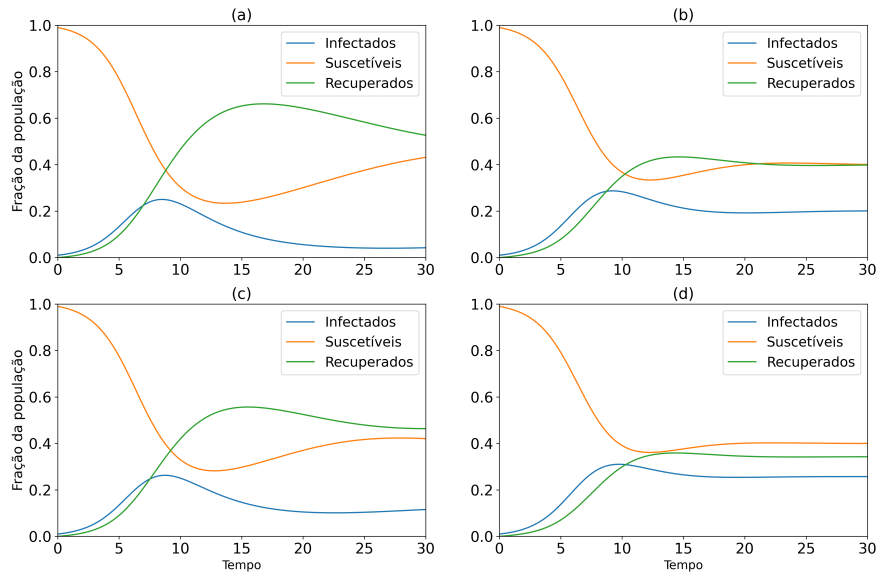 (a)
Fração da população
1.0
0.8
0.6
0.4
0.2
0.0
0 5 10 15 20 25 30
Infectados
Suscetíveis
Recuperados
(b)
1.0
0.8
0.6
0.4
0.2
0.0
0 5 10 15 20 25 30
Infectados
Suscetíveis
Recuperados
(c)
Fração da população
1.0
0.8
0.6
0.4
0.2
0.0
0 5 10 15 20 25 30
Tempo
Infectados
Suscetíveis
Recuperados
(d)
1.0
0.8
0.6
0.4
0.2
0.0
0 5 10 15 20 25 30
Tempo
Infectados
Suscetíveis
Recuperados